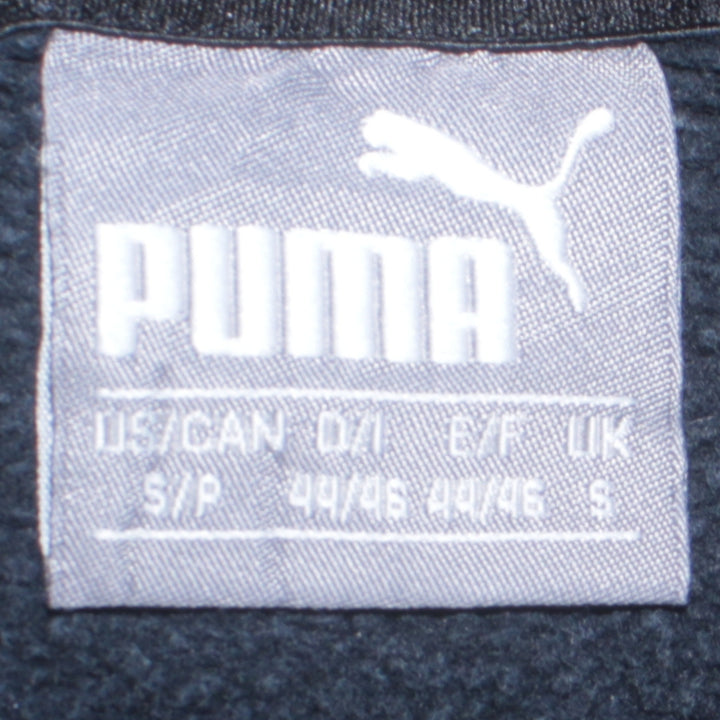 PUMA
US/CAN D/I E/F UK
S/P 44/46 44/46 S